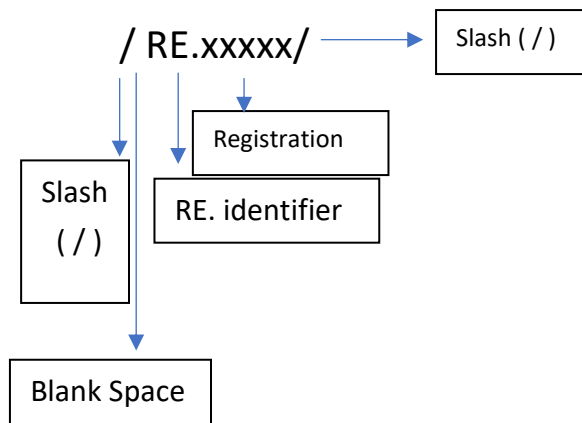 / RE.xxxxx/
Slash ( / )
Registration
RE. identifier
Slash
( / )
Blank Space